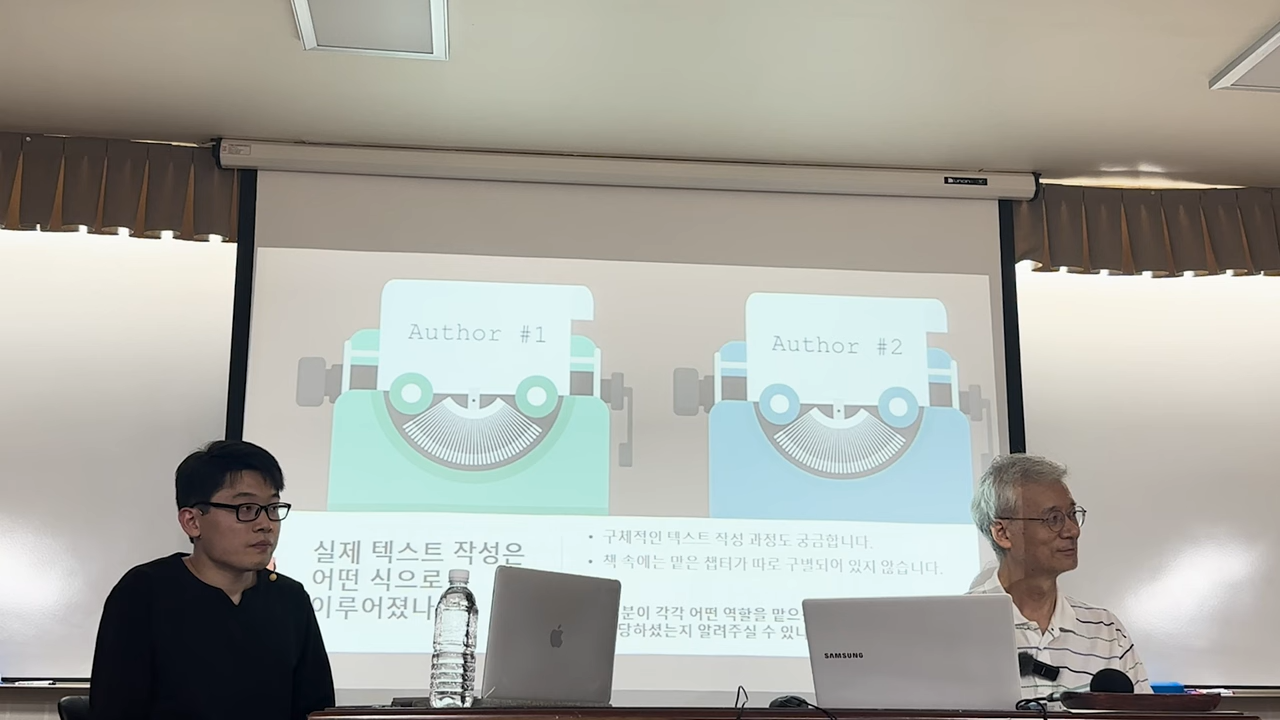 Author #1
Author #2
실제 텍스트 작성은
어떤 식으로
이루어졌나
• 구체적인 텍스트 작성 과정도 궁금합니다.
• 책 속에는 맡은 챕터가 따로 구별되어 있지 않습니다.
분이 각각 어떤 역할을 맡으
당하셨는지 알려주실 수 있
SAMSUNG